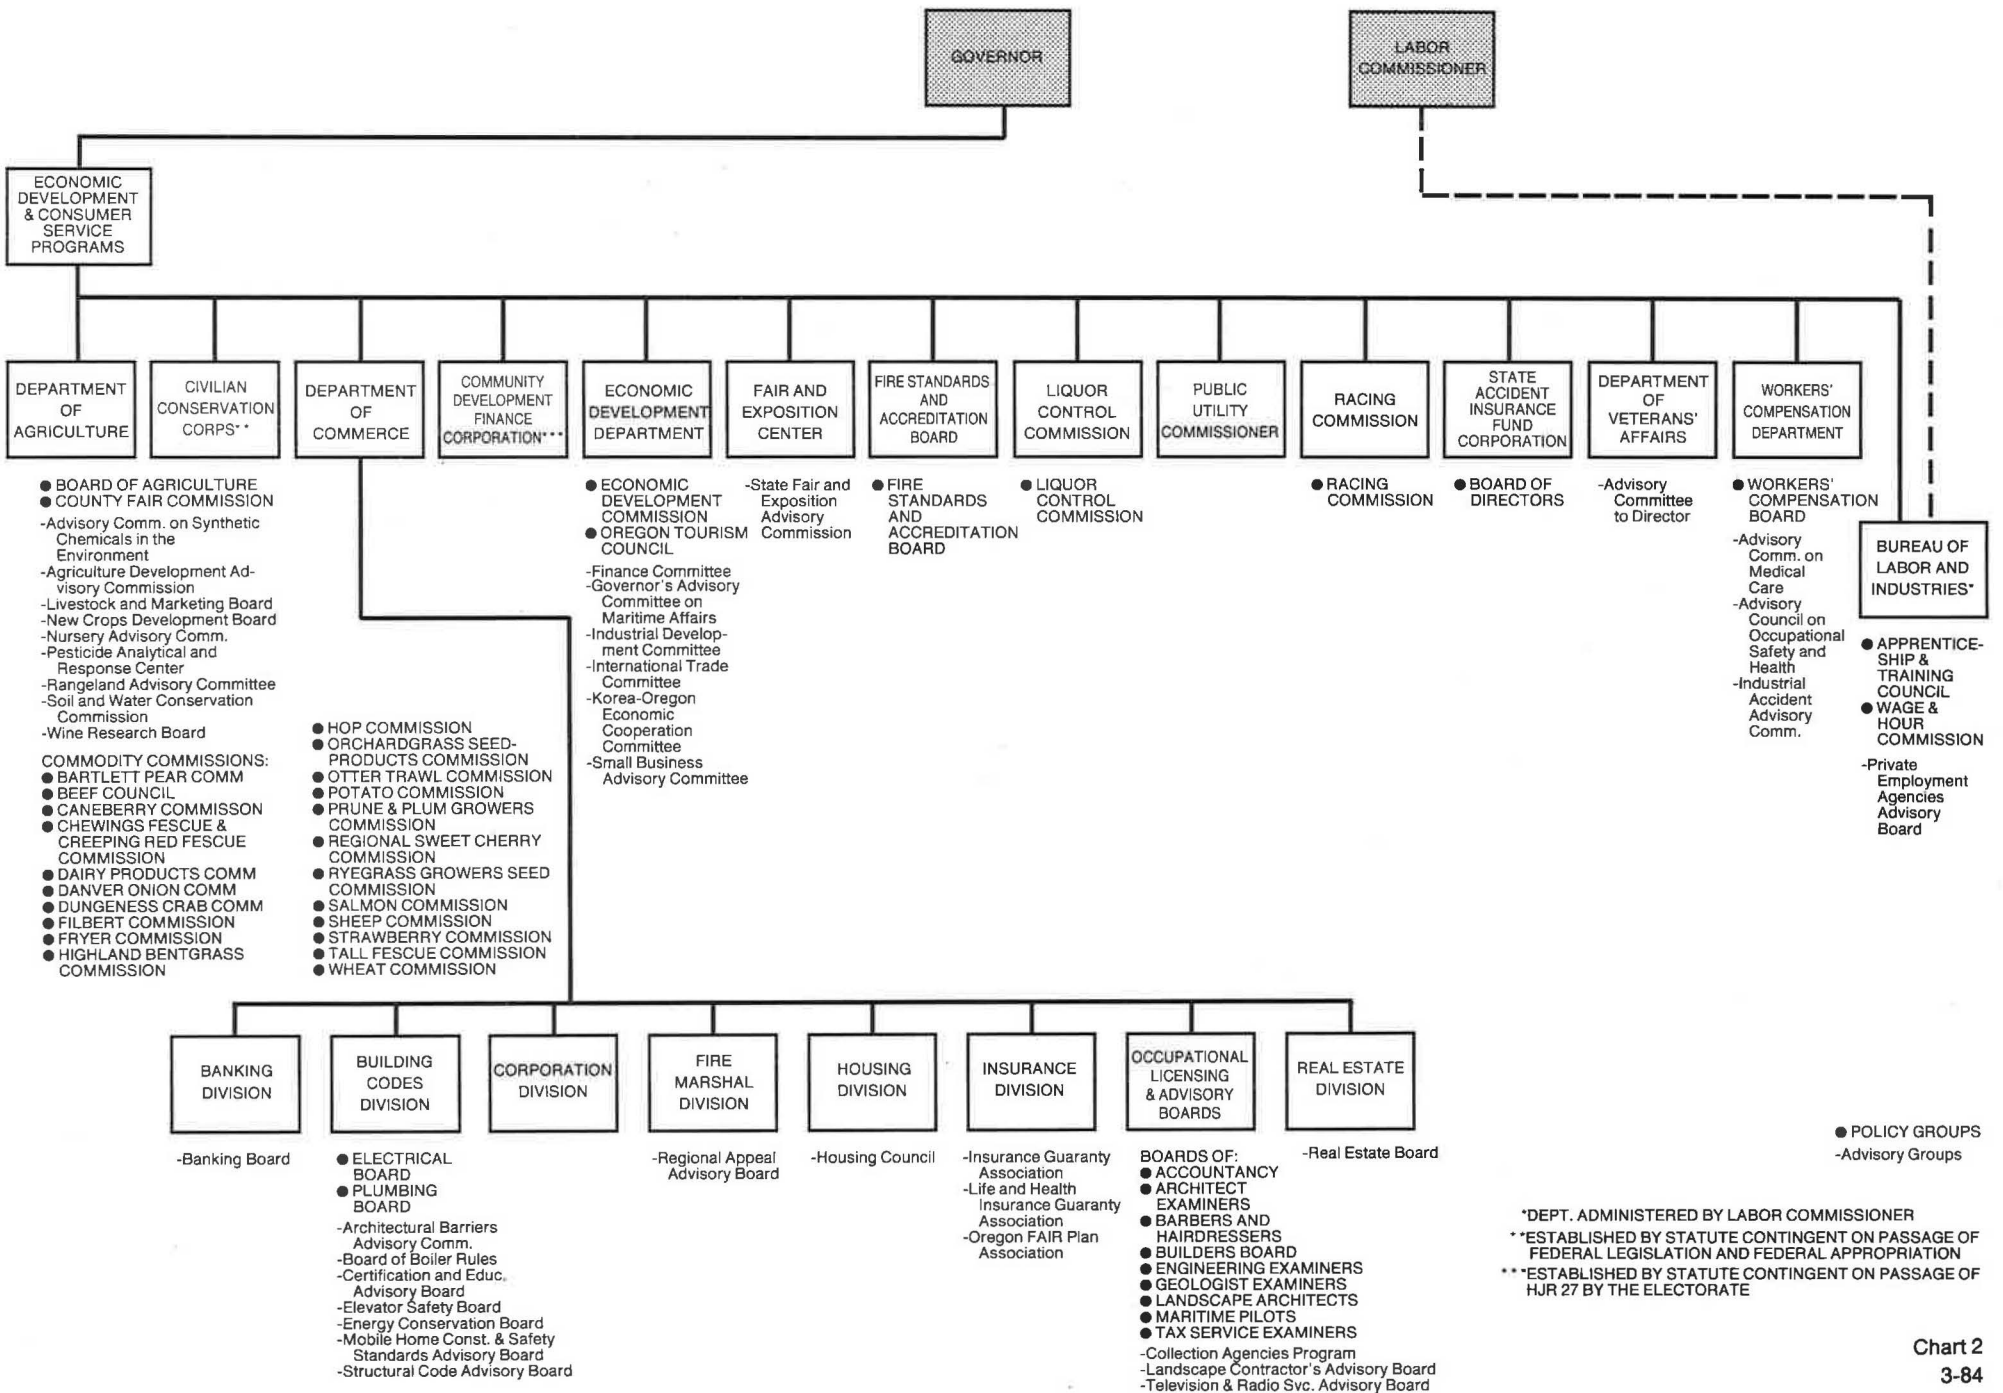 GOVERNOR
LABOR
COMMISSIONER
ECONOMIC
DEVELOPMENT
& CONSUMER
SERVICE
PROGRAMS
DEPARTMENT
OF
AGRICULTURE
CIVILIAN
CONSERVATION
CORPS**
DEPARTMENT
OF
COMMERCE
COMMUNITY
DEVELOPMENT
FINANCE
CORPORATION***
ECONOMIC
DEVELOPMENT
DEPARTMENT
FAIR AND
EXPOSITION
CENTER
FIRE STANDARDS
AND
ACCREDITATION
BOARD
LIQUOR
CONTROL
COMMISSION
PUBLIC
UTILITY
COMMISSIONER
RACING
COMMISSION
STATE
ACCIDENT
INSURANCE
FUND
CORPORATION
DEPARTMENT
OF
VETERANS'
AFFAIRS
WORKERS'
COMPENSATION
DEPARTMENT
● BOARD OF AGRICULTURE
● COUNTY FAIR COMMISSION
-Advisory Comm. on Synthetic
Chemicals in the
Environment
-Agriculture Development Ad-
visory Commission
-Livestock and Marketing Board
-New Crops Development Board
-Nursery Advisory Comm.
-Pesticide Analytical and
Response Center
-Rangeland Advisory Committee
-Soil and Water Conservation
Commission
-Wine Research Board
COMMODITY COMMISSIONS:
● BARTLETT PEAR COMM
● BEEF COUNCIL
● CANEBERRY COMMISSON
● CHEWINGS FESCUE &
CREEPING RED FESCUE
COMMISSION
● DAIRY PRODUCTS COMM
● DANVER ONION COMM
● DUNGENESS CRAB COMM
● FILBERT COMMISSION
● FRYER COMMISSION
● HIGHLAND BENTGRASS
COMMISSION
● HOP COMMISSION
● ORCHARDGRASS SEED-
PRODUCTS COMMISSION
● OTTER TRAWL COMMISSION
● POTATO COMMISSION
● PRUNE & PLUM GROWERS
COMMISSION
● REGIONAL SWEET CHERRY
COMMISSION
● RYEGRASS GROWERS SEED
COMMISSION
● SALMON COMMISSION
● SHEEP COMMISSION
● STRAWBERRY COMMISSION
● TALL FESCUE COMMISSION
● WHEAT COMMISSION
● ECONOMIC
DEVELOPMENT
COMMISSION
● OREGON TOURISM
COUNCIL
-Finance Committee
-Governor's Advisory
Committee on
Maritime Affairs
-Industrial Develop-
ment Committee
-International Trade
Committee
-Korea-Oregon
Economic
Cooperation
Committee
-Small Business
Advisory Committee
-State Fair and
Exposition
Advisory
Commission
● FIRE
STANDARDS
AND
ACCREDITATION
BOARD
● LIQUOR
CONTROL
COMMISSION
● RACING
COMMISSION
● BOARD OF
DIRECTORS
-Advisory
Committee
to Director
● WORKERS'
COMPENSATION
BOARD
-Advisory
Comm. on
Medical
Care
-Advisory
Council on
Occupational
Safety and
Health
-Industrial
Accident
Advisory
Comm.
BUREAU OF
LABOR AND
INDUSTRIES*
● APPRENTICE-
SHIP &
TRAINING
COUNCIL
● WAGE &
HOUR
COMMISSION
-Private
Employment
Agencies
Advisory
Board
BANKING
DIVISION
BUILDING
CODES
DIVISION
CORPORATION
DIVISION
FIRE
MARSHAL
DIVISION
HOUSING
DIVISION
INSURANCE
DIVISION
OCCUPATIONAL
LICENSING
& ADVISORY
BOARDS
REAL ESTATE
DIVISION
-Banking Board
● ELECTRICAL
BOARD
● PLUMBING
BOARD
-Architectural Barriers
Advisory Comm.
-Board of Boiler Rules
-Certification and Educ.
Advisory Board
-Elevator Safety Board
-Energy Conservation Board
-Mobile Home Const. & Safety
Standards Advisory Board
-Structural Code Advisory Board
-Regional Appeal
Advisory Board
-Housing Council
-Insurance Guaranty
Association
-Life and Health
Insurance Guaranty
Association
-Oregon FAIR Plan
Association
BOARDS OF:
● ACCOUNTANCY
● ARCHITECT
EXAMINERS
● BARBERS AND
HAIRDRESSERS
● BUILDERS BOARD
● ENGINEERING EXAMINERS
● GEOLOGIST EXAMINERS
● LANDSCAPE ARCHITECTS
● MARITIME PILOTS
● TAX SERVICE EXAMINERS
-Collection Agencies Program
-Landscape Contractor's Advisory Board
-Television & Radio Svc. Advisory Board
-Real Estate Board
● POLICY GROUPS
-Advisory Groups
*DEPT. ADMINISTERED BY LABOR COMMISSIONER
**ESTABLISHED BY STATUTE CONTINGENT ON PASSAGE OF
FEDERAL LEGISLATION AND FEDERAL APPROPRIATION
***ESTABLISHED BY STATUTE CONTINGENT ON PASSAGE OF
HJR 27 BY THE ELECTORATE
Chart 2
3-84